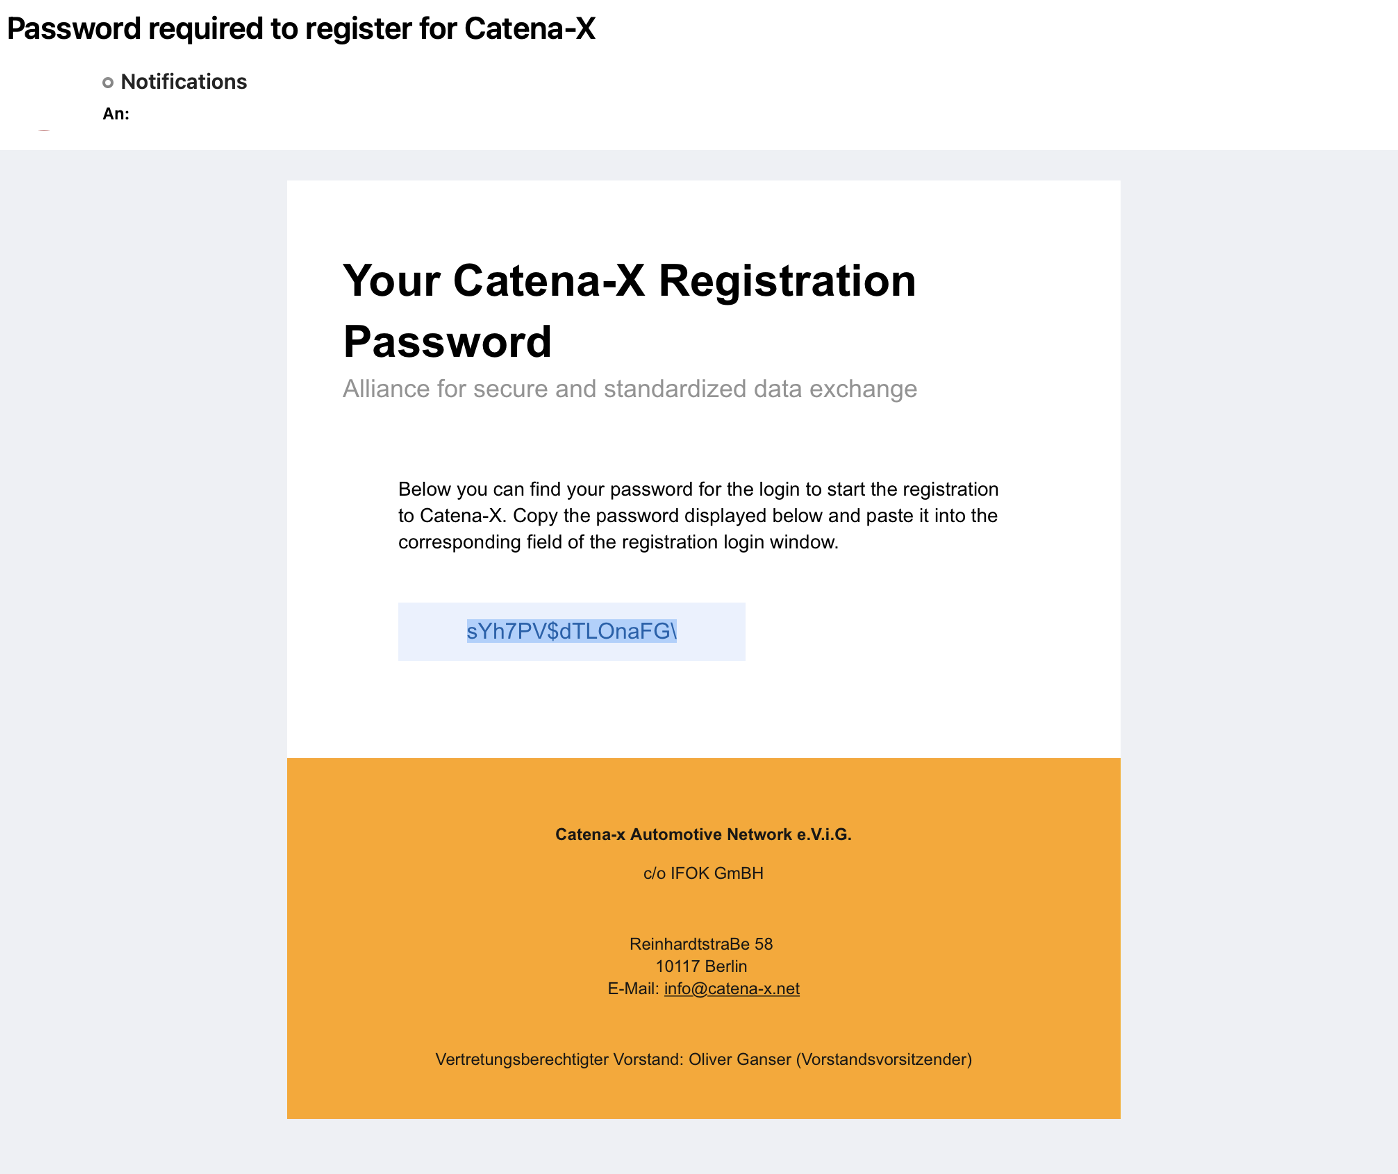 Password required to register for Catena-X
Notifications
An:
Your Catena-X Registration
Password
Alliance for secure and standardized data exchange
Below you can find your password for the login to start the registration
to Catena-X. Copy the password displayed below and paste it into the
corresponding field of the registration login window.
sYh7PV$dTLOnaFG\
Catena-x Automotive Network e.V.i.G.
c/o IFOK GmBH
ReinhardtstraBe 58
10117 Berlin
E-Mail: info@catena-x.net
Vertretungsberechtigter Vorstand: Oliver Ganser (Vorstandsvorsitzender)